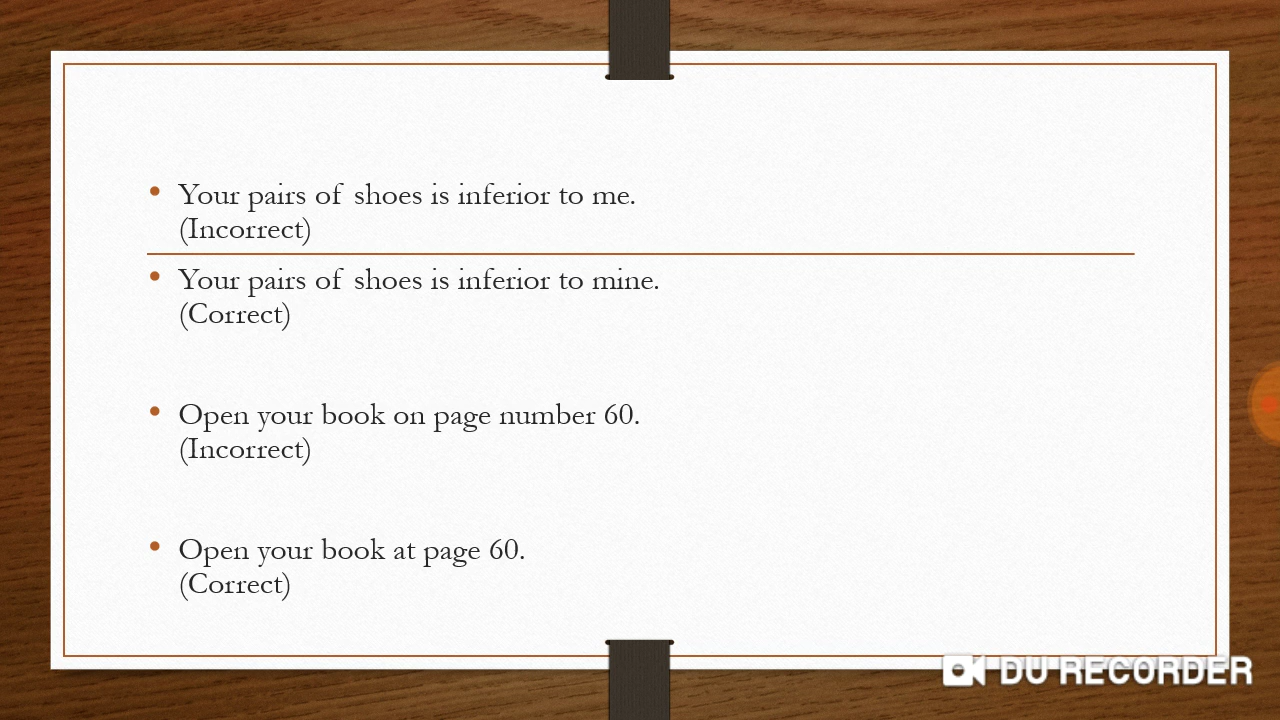 Your pairs of shoes is inferior to me.
(Incorrect)
Your pairs of shoes is inferior to mine.
(Correct)
Open your book on page number 60.
(Incorrect)
Open your book at page 60.
(Correct)
DU RECORDER